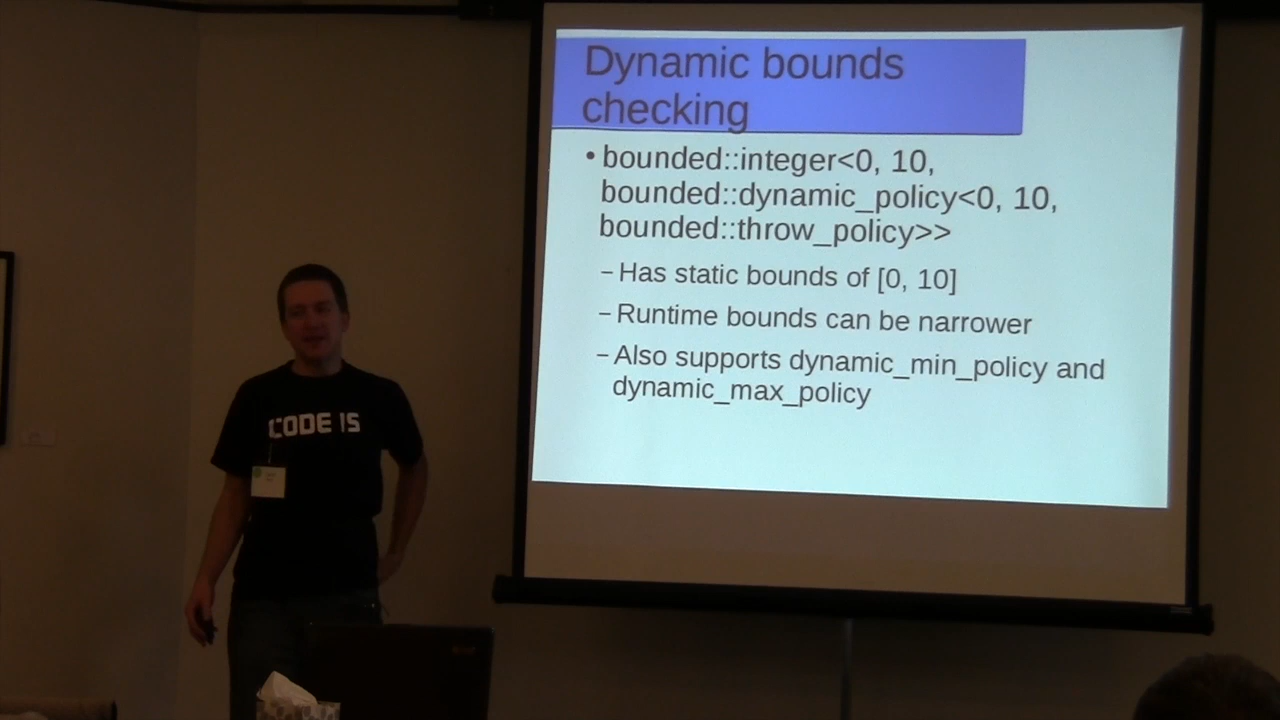 Dynamic bounds
checking
• bounded::integer<0, 10,
bounded::dynamic_policy<0, 10,
bounded::throw_policy>>
– Has static bounds of [0, 10]
– Runtime bounds can be narrower
– Also supports dynamic_min_policy and
dynamic_max_policy
CODE IS